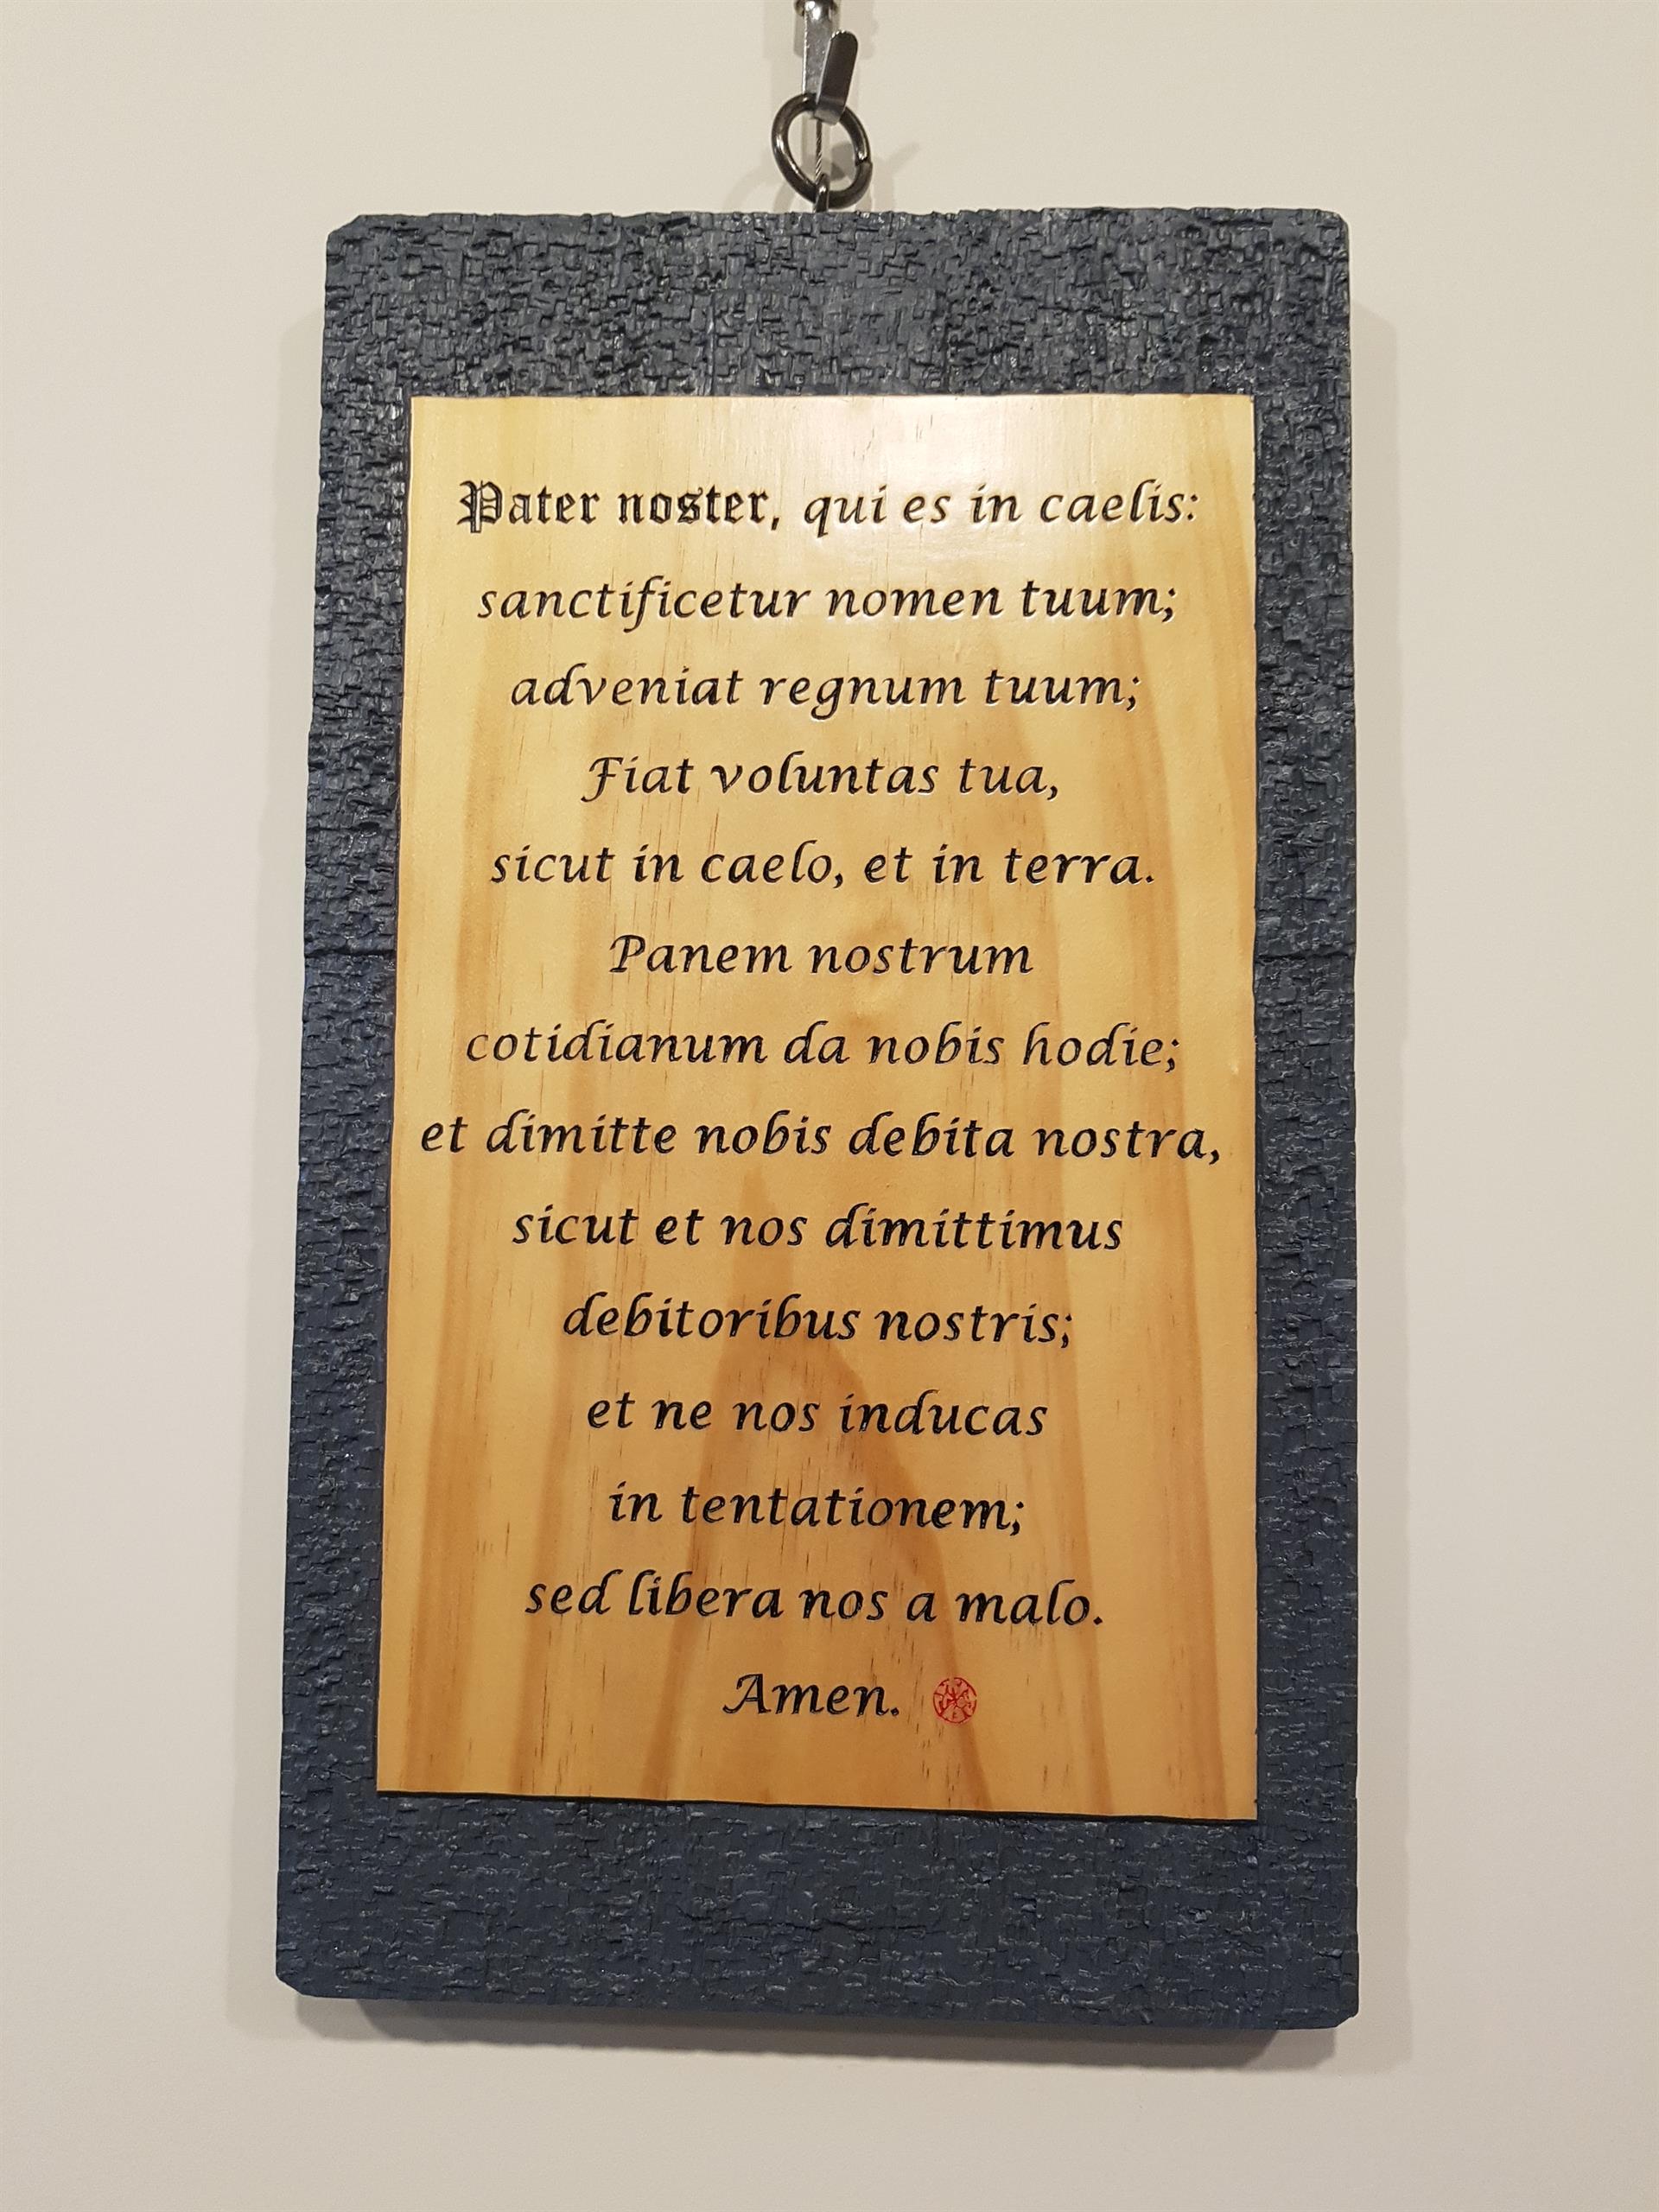 Pater noster, qui es in caelis:
sanctificetur nomen tuum;
adveniat regnum tuum;
Fiat voluntas tua,
sicut in caelo, et in terra.
Panem nostrum
cotidianum da nobis hodie;
et dimitte nobis debita nostra,
sicut et nos dimittimus
debitoribus nostris;
et ne nos inducas
in tentationem;
sed libera nos a malo.
Amen.